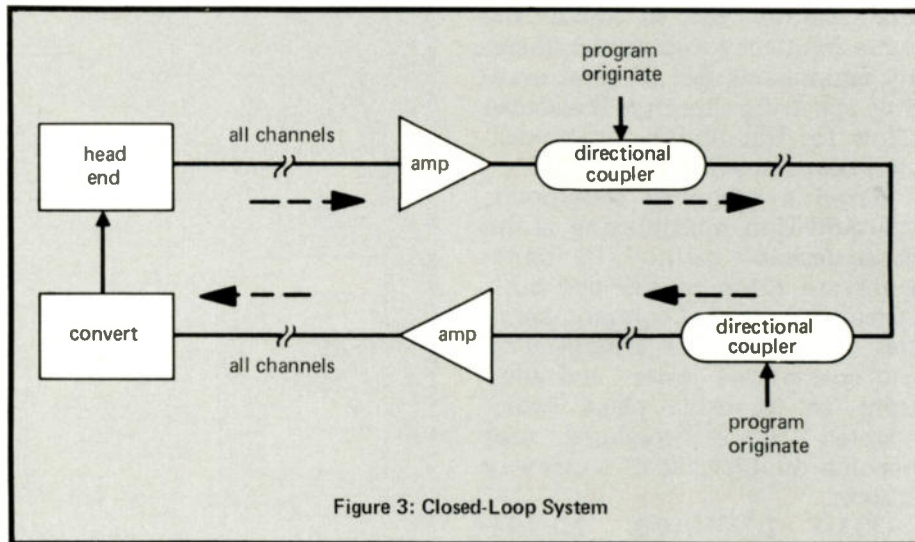 program
originate
all channels
head
end
amp
directional
coupler
convert
all channels
amp
directional
coupler
program
originate
Figure 3: Closed-Loop System